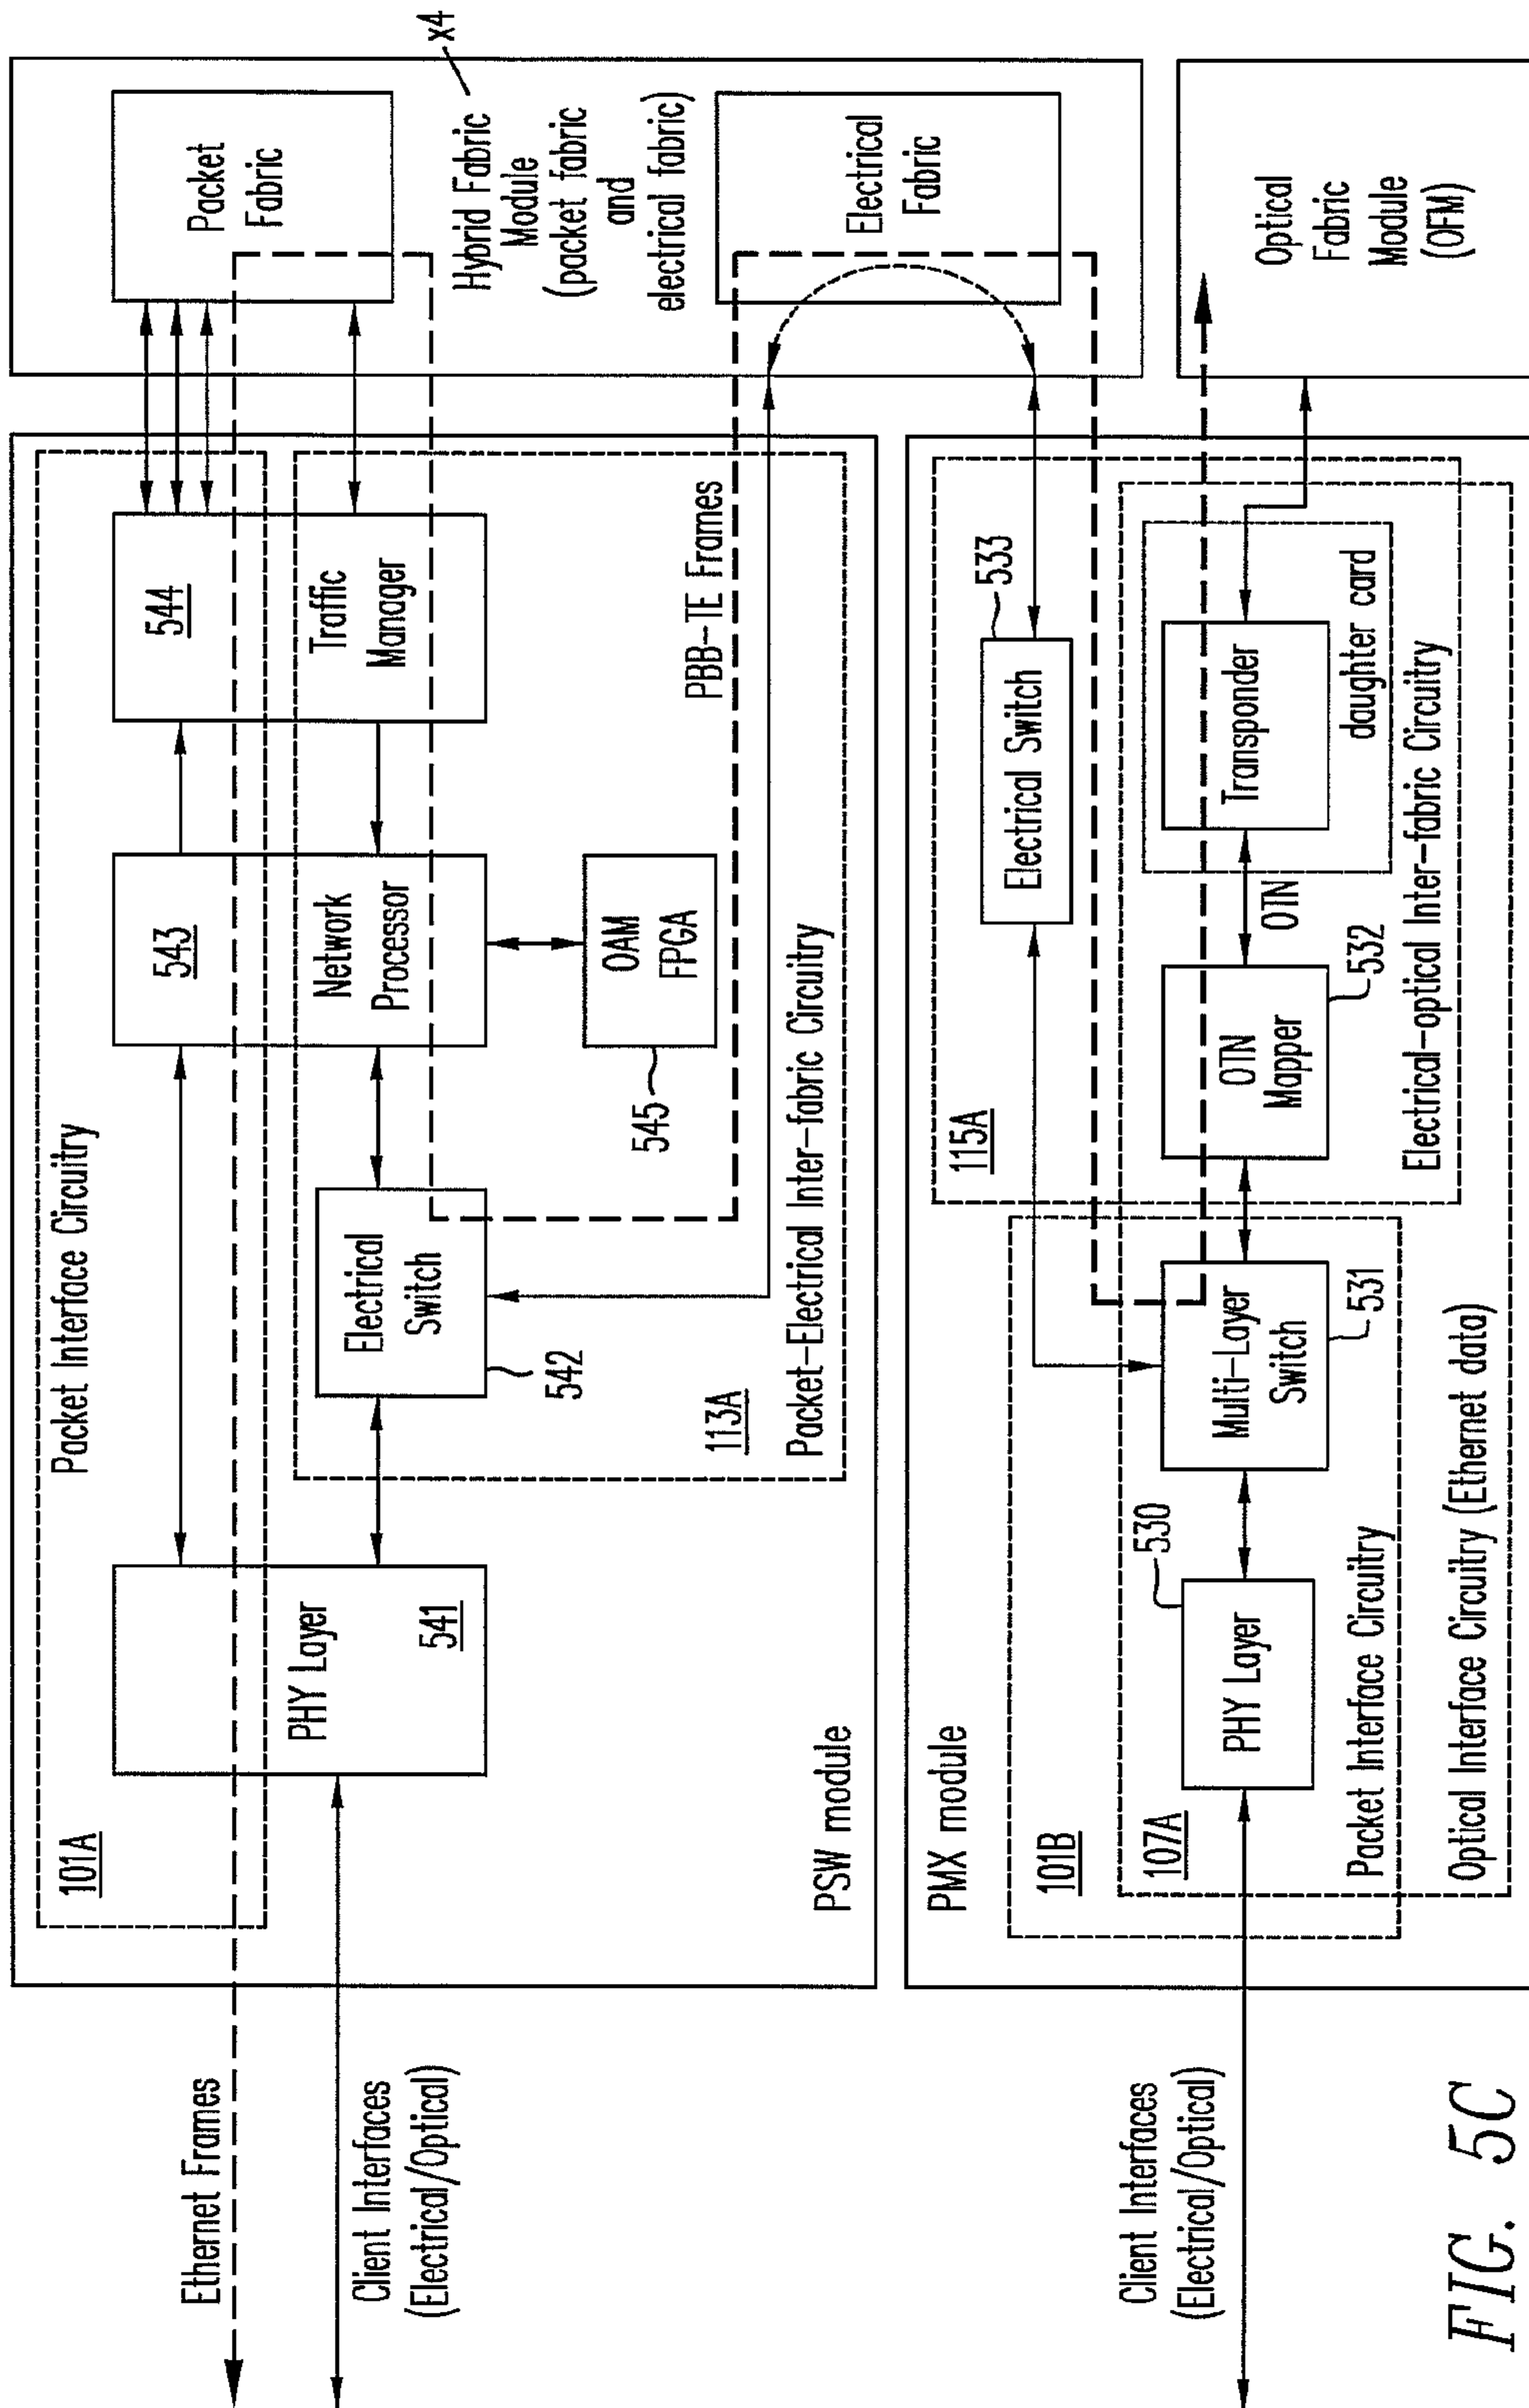 Ethernet Frames
Client Interfaces
(Electrical/Optical)
101A
Packet Interface Circuitry
PHY Layer
541
543
Network
Processor
544
Traffic
Manager
Electrical
Switch
542
OAM
FPGA
545
PBB-TE Frames
113A
Packet-Electrical Inter-fabric Circuitry
PSW module
Packet
Fabric
x4
Hybrid Fabric
Module
(packet fabric
and
electrical fabric)
Electrical
Fabric
Client Interfaces
(Electrical/Optical)
PMX module
101B
107A
PHY Layer
530
Multi-Layer
Switch
531
115A
Electrical Switch
533
OTN
Mapper
532
OTN
Transponder
daughter card
Packet Interface Circuitry
Electrical-optical Inter-fabric Circuitry
Optical Interface Circuitry (Ethernet data)
Optical
Fabric
Module
(OFM)
FIG. 5C